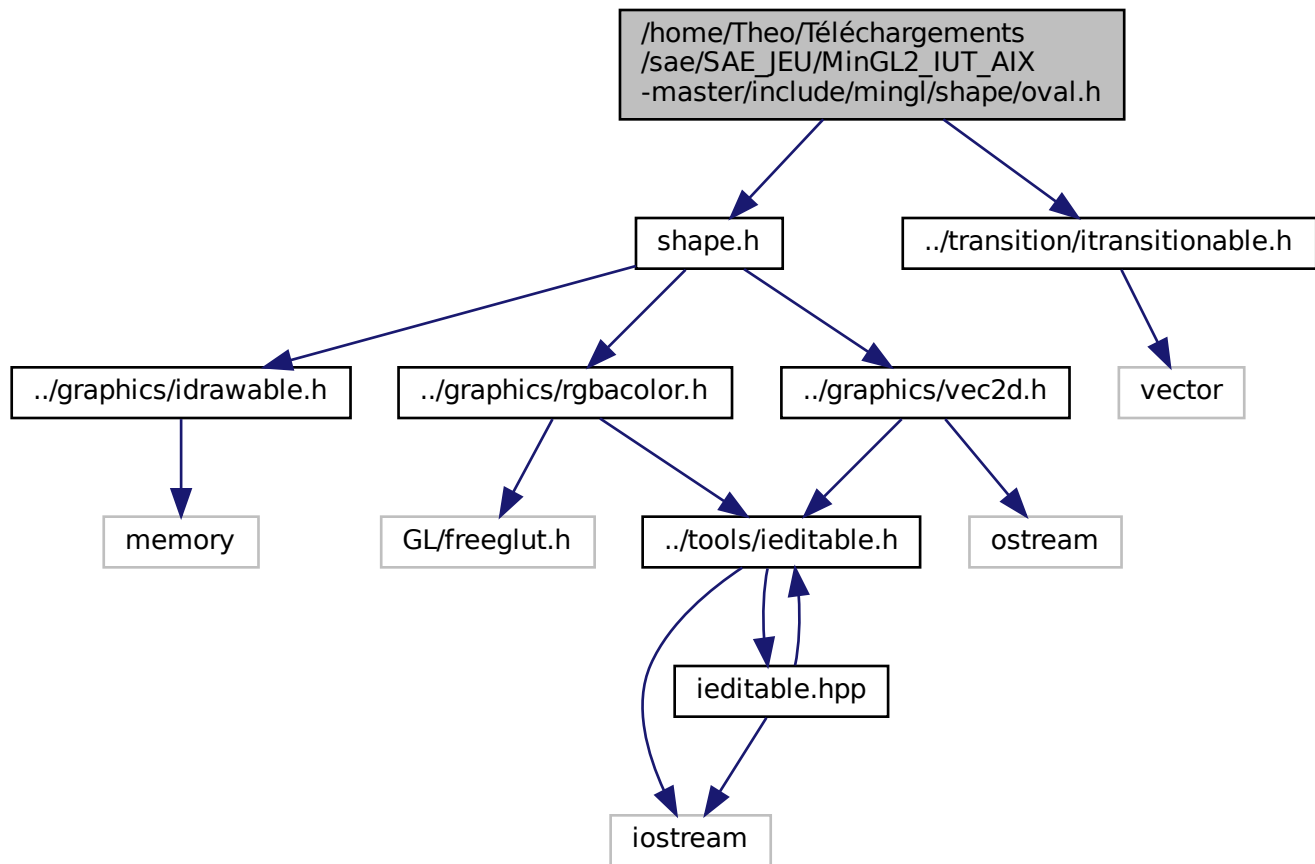 /home/Theo/Téléchargements
/sae/SAE_JEU/MinGL2_IUT_AIX
-master/include/mingl/shape/oval.h
shape.h
../transition/itransitionable.h
../graphics/idrawable.h
../graphics/rgbacolor.h
../graphics/vec2d.h
vector
memory
GL/freeglut.h
../tools/ieditable.h
ostream
ieditable.hpp
iostream